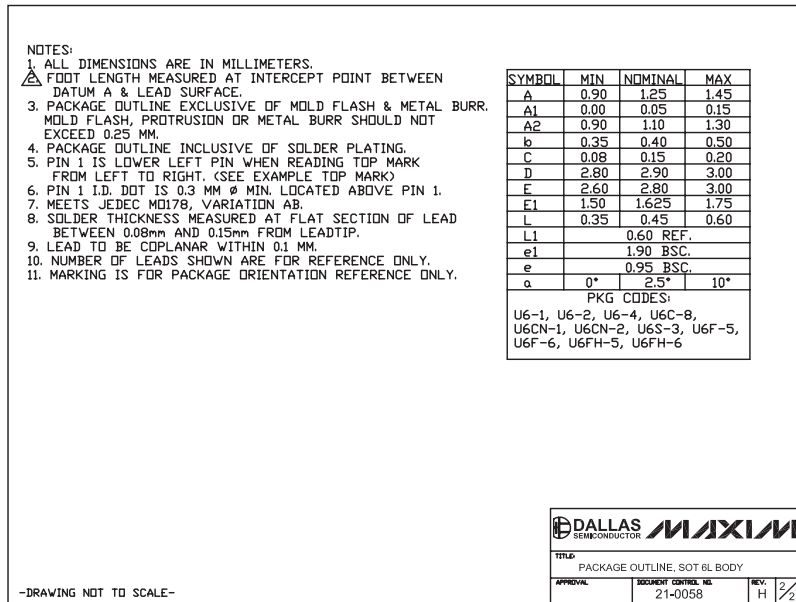 NOTES:
1. ALL DIMENSIONS ARE IN MILLIMETERS.
2. FOOT LENGTH MEASURED AT INTERCEPT POINT BETWEEN
DATUM A & LEAD SURFACE.
3. PACKAGE OUTLINE EXCLUSIVE OF MOLD FLASH & METAL BURR.
MOLD FLASH, PROTRUSION OR METAL BURR SHOULD NOT
EXCEED 0.25 MM.
4. PACKAGE OUTLINE INCLUSIVE OF SOLDER PLATING.
5. PIN 1 IS LOWER LEFT PIN WHEN READING TOP MARK
FROM LEFT TO RIGHT. (SEE EXAMPLE TOP MARK)
6. PIN 1 I.D. DOT IS 0.3 MM ø MIN. LOCATED ABOVE PIN 1.
7. MEETS JEDEC MO178, VARIATION AB.
8. SOLDER THICKNESS MEASURED AT FLAT SECTION OF LEAD
BETWEEN 0.08mm AND 0.15mm FROM LEADTIP.
9. LEAD TO BE COPLANAR WITHIN 0.1 MM.
10. NUMBER OF LEADS SHOWN ARE FOR REFERENCE ONLY.
11. MARKING IS FOR PACKAGE ORIENTATION REFERENCE ONLY.
SYMBOL MIN NOMINAL MAX
A 0.90 1.25 1.45
A1 0.00 0.05 0.15
A2 0.90 1.10 1.30
b 0.35 0.40 0.50
C 0.08 0.15 0.20
D 2.80 2.90 3.00
E 2.60 2.80 3.00
E1 1.50 1.625 1.75
L 0.35 0.45 0.60
L1 0.60 REF.
e1 1.90 BSC.
e 0.95 BSC.
α 0° 2.5° 10°
PKG CODES:
U6-1, U6-2, U6-4, U6C-8,
U6CN-1, U6CN-2, U6S-3, U6F-5,
U6F-6, U6FH-5, U6FH-6
DALLAS SEMICONDUCTOR MAXIM
TITLE:
PACKAGE OUTLINE, SOT 6L BODY
APPROVAL DOCUMENT CONTROL NO. REV.
21-0058 H 2/2
-DRAWING NOT TO SCALE-